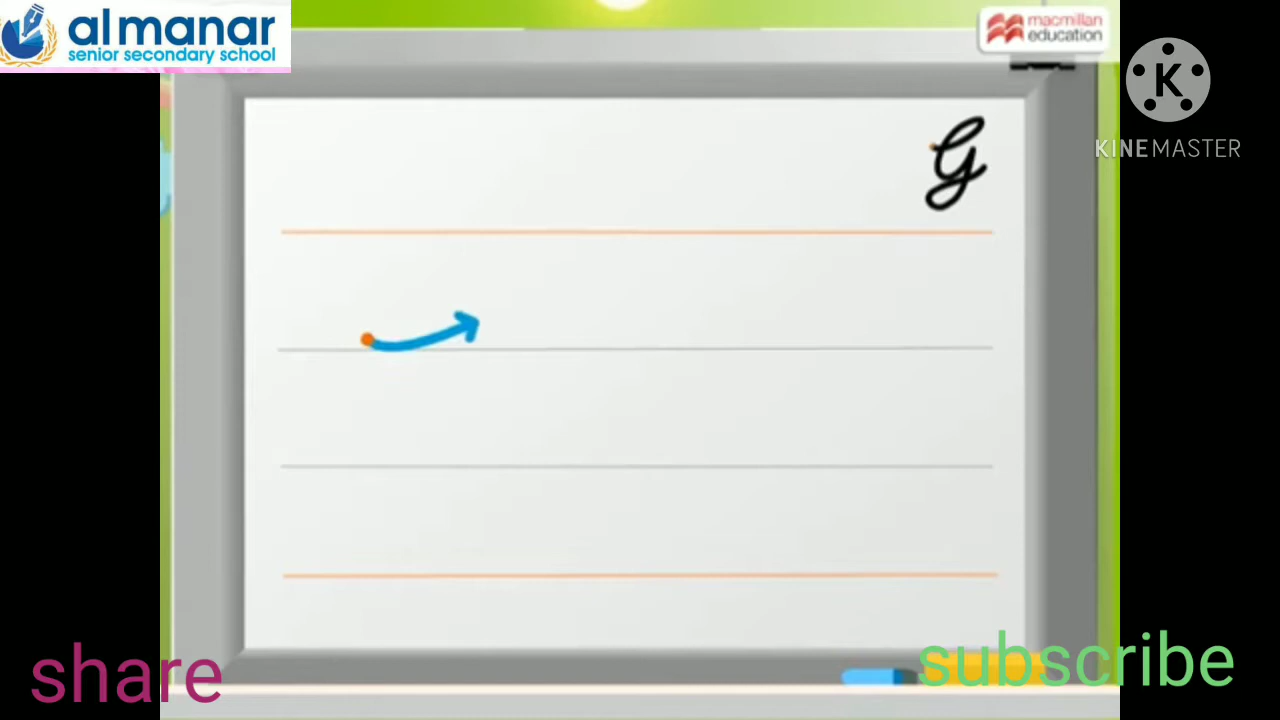 al manar
senior secondary school
macmillan
education
K
KINEMASTER
G
share
subscribe